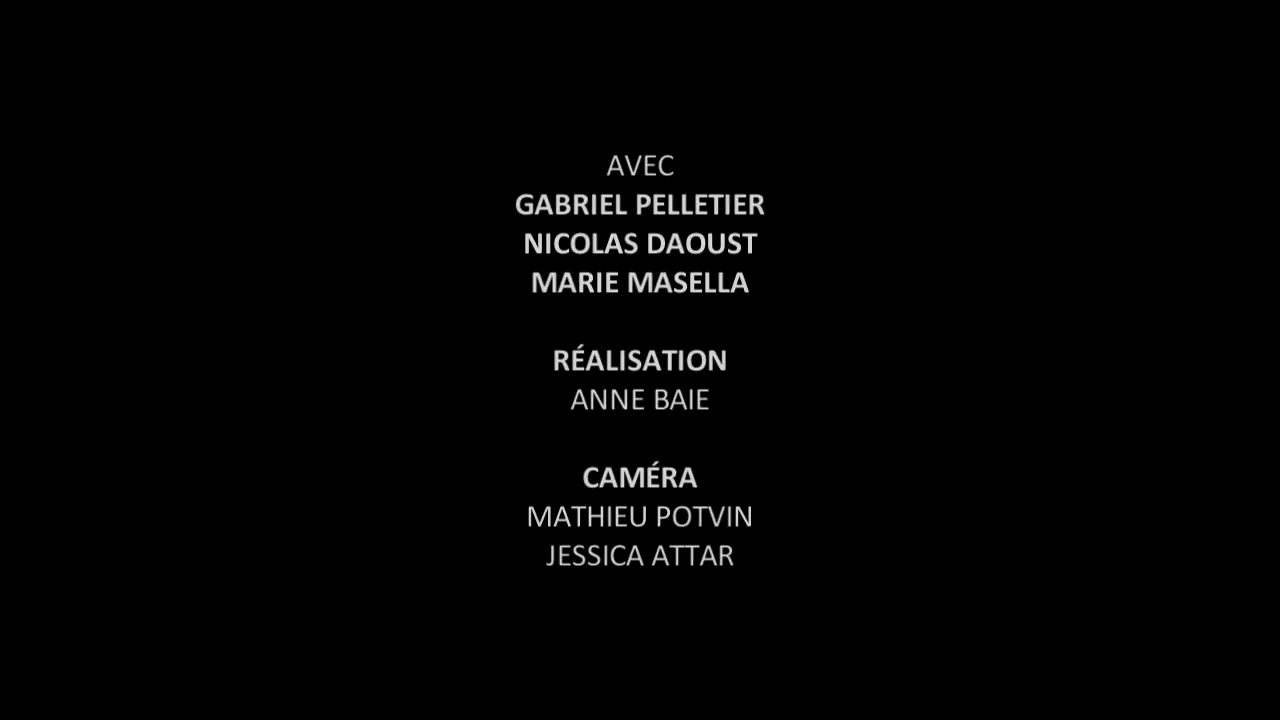 AVEC
GABRIEL PELLETIER
NICOLAS DAOUST
MARIE MASELLA
RÉALISATION
ANNE BAIE
CAMÉRA
MATHIEU POTVIN
JESSICA ATTAR